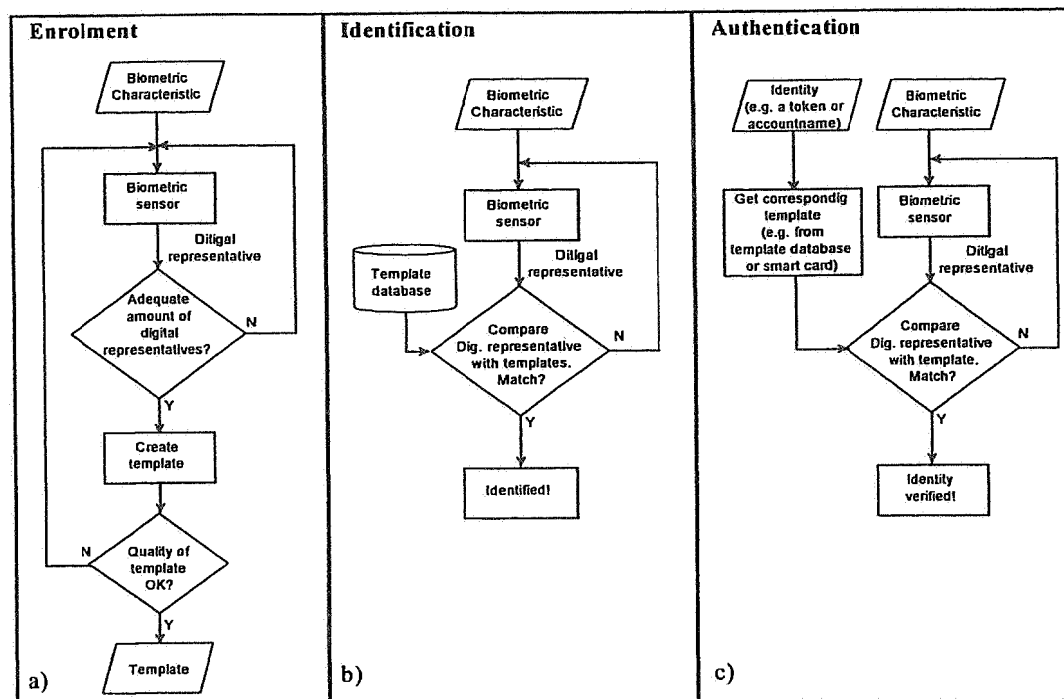 Enrolment
Biometric
Characteristic
Biometric
sensor
Ditigal
representative
Adequate
amount of
digital
representatives?
N
Y
Create
template
N
Quality of
template
OK?
Y
Template
a)
Identification
Biometric
Characteristic
Biometric
sensor
Ditigal
representative
Template
database
Compare
Dig. representative
with templates.
Match?
N
Y
Identified!
b)
Authentication
Identity
(e.g. a token or
accountname)
Biometric
Characteristic
Get correspondig
template
(e.g. from
template database
or smart card)
Biometric
sensor
Ditigal
representative
Compare
Dig. representative
with template.
Match?
N
Y
Identity
verified!
c)